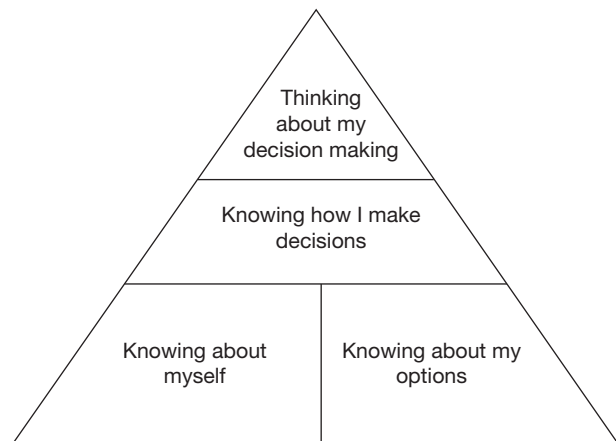 Thinking
about my
decision making
Knowing how I make
decisions
Knowing about
myself
Knowing about my
options